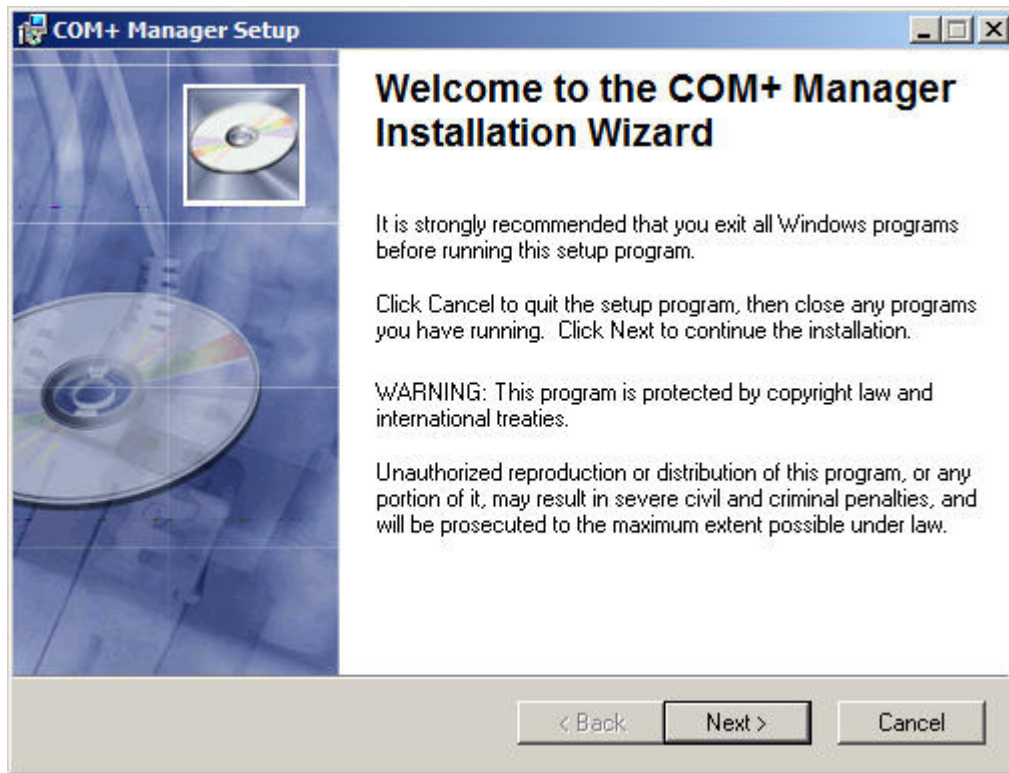 COM+ Manager Setup
Welcome to the COM+ Manager
Installation Wizard
It is strongly recommended that you exit all Windows programs
before running this setup program.
Click Cancel to quit the setup program, then close any programs
you have running.  Click Next to continue the installation.
WARNING: This program is protected by copyright law and
international treaties.
Unauthorized reproduction or distribution of this program, or any
portion of it, may result in severe civil and criminal penalties, and
will be prosecuted to the maximum extent possible under law.
< Back Next > Cancel